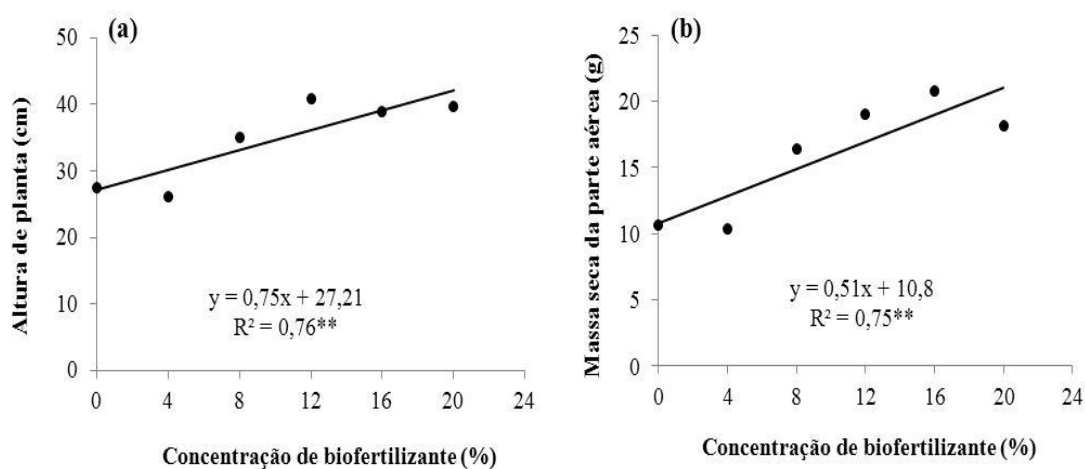 (a)
50
40
30
20
10
0
Altura de planta (cm)
y = 0,75x + 27,21
R² = 0,76**
0 4 8 12 16 20 24
Concentração de biofertilizante (%)
(b)
25
20
15
10
5
0
Massa seca da parte aérea (g)
y = 0,51x + 10,8
R² = 0,75**
0 4 8 12 16 20 24
Concentração de biofertilizante (%)